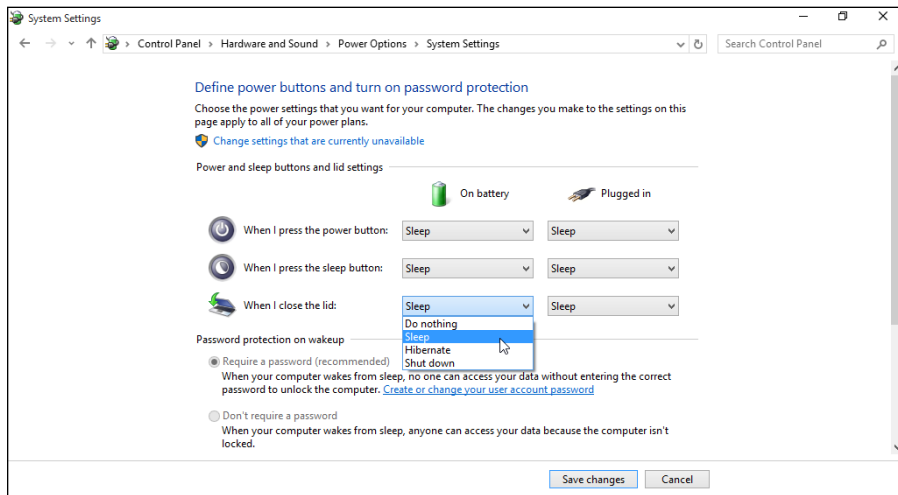 System Settings
Control Panel > Hardware and Sound > Power Options > System Settings
Search Control Panel
Define power buttons and turn on password protection
Choose the power settings that you want for your computer. The changes you make to the settings on this
page apply to all of your power plans.
Change settings that are currently unavailable
Power and sleep buttons and lid settings
On battery Plugged in
When I press the power button: Sleep Sleep
When I press the sleep button: Sleep Sleep
When I close the lid: Sleep Sleep
Do nothing
Sleep
Hibernate
Shut down
Password protection on wakeup
Require a password (recommended)
When your computer wakes from sleep, no one can access your data without entering the correct
password to unlock the computer. Create or change your user account password
Don't require a password
When your computer wakes from sleep, anyone can access your data because the computer isn't
locked.
Save changes Cancel